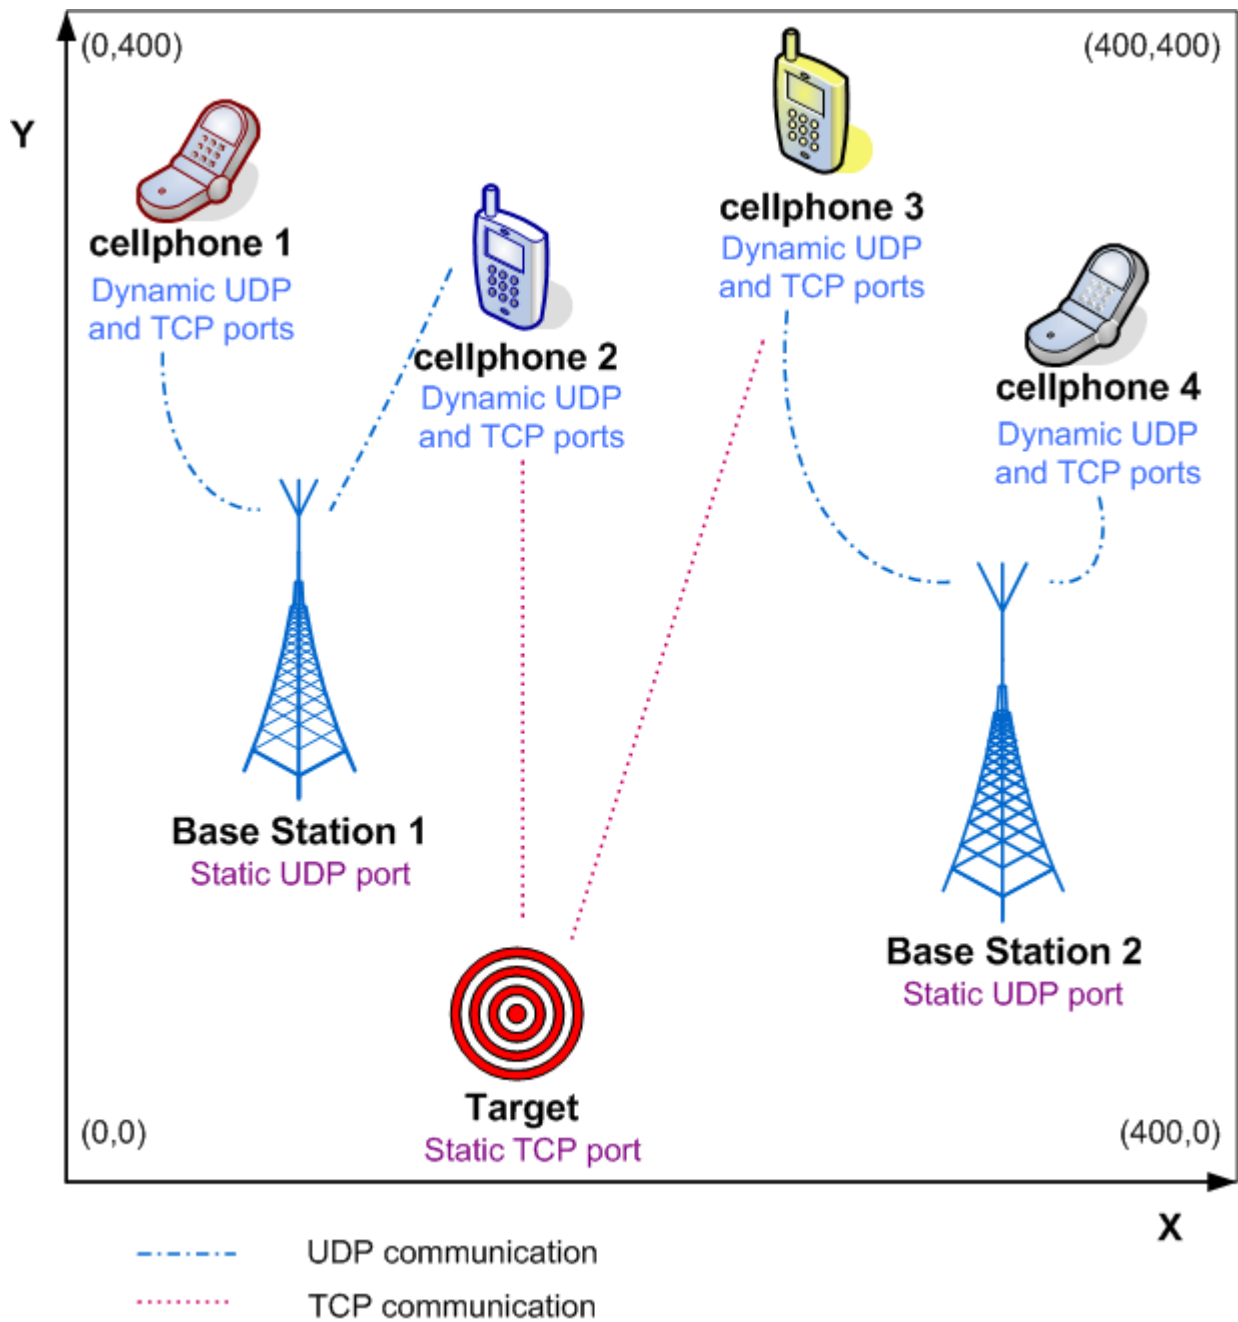 (0,400)
(400,400)
Y
cellphone 1
Dynamic UDP
and TCP ports
cellphone 2
Dynamic UDP
and TCP ports
cellphone 3
Dynamic UDP
and TCP ports
cellphone 4
Dynamic UDP
and TCP ports
Base Station 1
Static UDP port
Base Station 2
Static UDP port
Target
Static TCP port
(0,0)
(400,0)
X
UDP communication
TCP communication